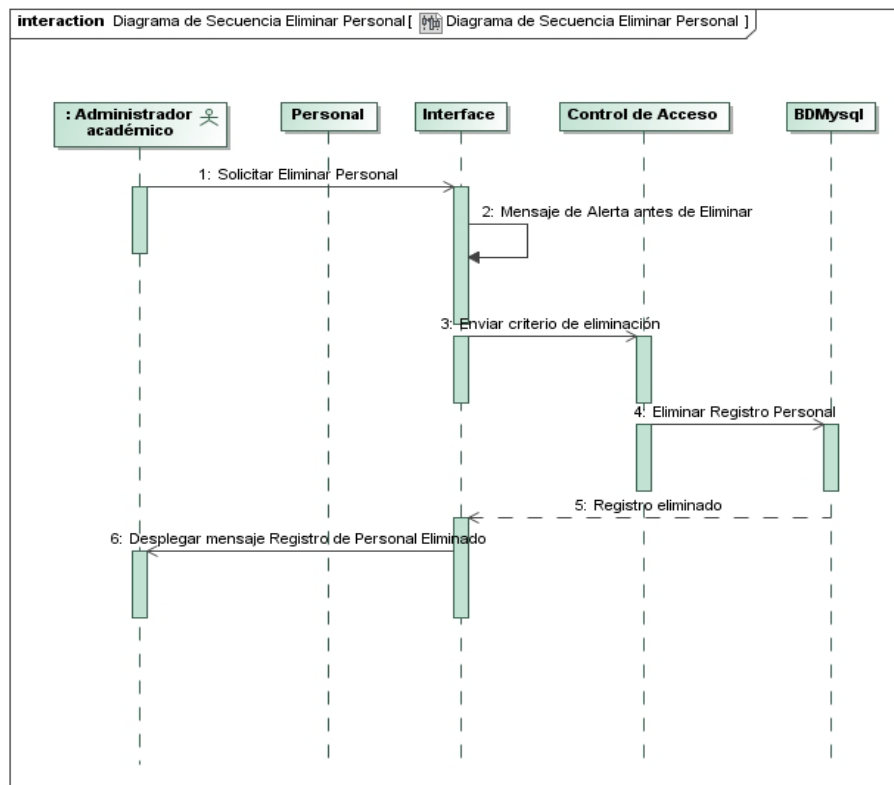 interaction Diagrama de Secuencia Eliminar Personal[ Diagrama de Secuencia Eliminar Personal ]
: Administrador
académico
Personal
Interface
Control de Acceso
BDMysql
1: Solicitar Eliminar Personal
2: Mensaje de Alerta antes de Eliminar
3: Enviar criterio de eliminación
4: Eliminar Registro Personal
5: Registro eliminado
6: Desplegar mensaje Registro de Personal Eliminado